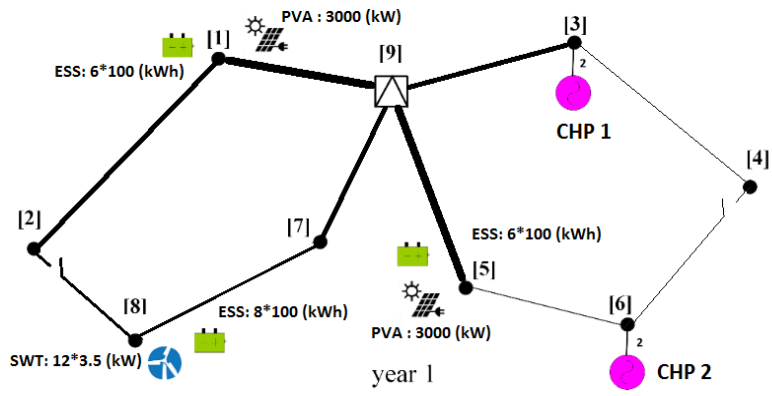 PVA : 3000 (kW)
[1]
[9]
[3]
ESS: 6*100 (kWh)
2
CHP 1
[4]
[2]
[7]
ESS: 6*100 (kWh)
[5]
[8]
ESS: 8*100 (kWh)
[6]
PVA : 3000 (kW)
SWT: 12*3.5 (kW)
2
year 1
CHP 2